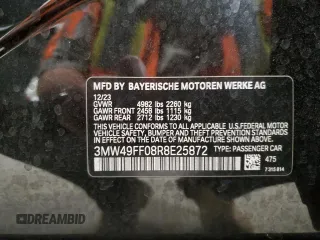 MFD BY BAYERISCHE MOTOREN WERKE AG
12/23
GVWR 4982 lbs 2260 kg
GAWR FRONT 2458 lbs 1115 kg
GAWR REAR 2712 lbs 1230 kg
THIS VEHICLE CONFORMS TO ALL APPLICABLE U.S. FEDERAL MOTOR
VEHICLE SAFETY, BUMPER, AND THEFT PREVENTION STANDARDS
IN EFFECT ON THE DATE OF MANUFACTURE SHOWN ABOVE.
3MW49FF08R8E25872 TYPE: PASSENGER CAR
475
7315814
© DREAMBID